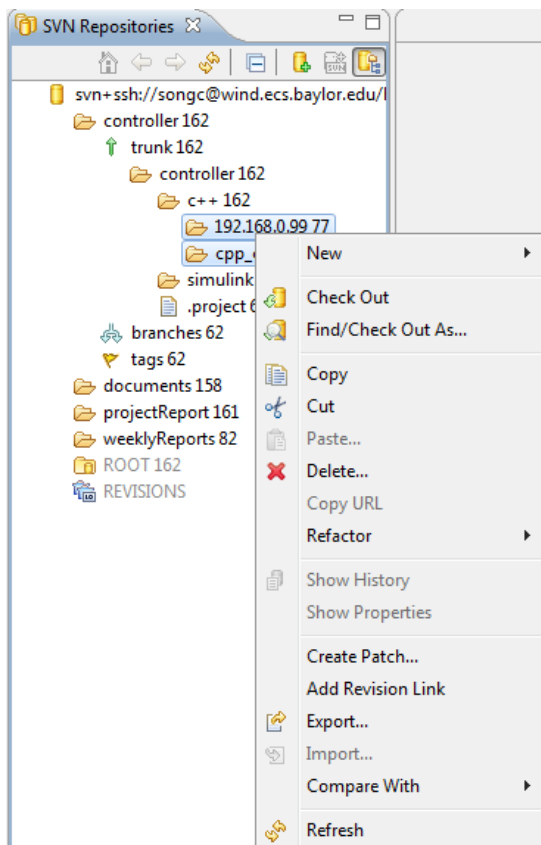 SVN Repositories
svn+ssh://songc@wind.ecs.baylor.edu/
controller 162
trunk 162
controller 162
c++ 162
192.168.0.99 77
cpp_
simulink
.project 6
branches 62
tags 62
documents 158
projectReport 161
weeklyReports 82
ROOT 162
REVISIONS
New
Check Out
Find/Check Out As...
Copy
Cut
Paste...
Delete...
Copy URL
Refactor
Show History
Show Properties
Create Patch...
Add Revision Link
Export...
Import...
Compare With
Refresh